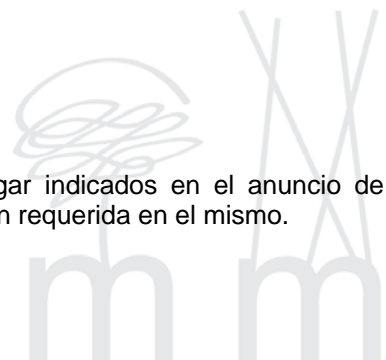 gar indicados en el anuncio de
n requerida en el mismo.
m m